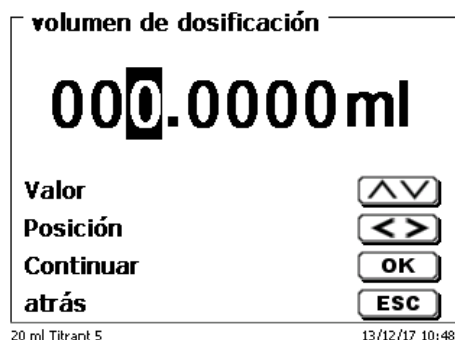 volumen de dosificación
000.0000 ml
Valor ∧∨
Posición < >
Continuar OK
atrás ESC
20 ml Titrant 5 13/12/17 10:48